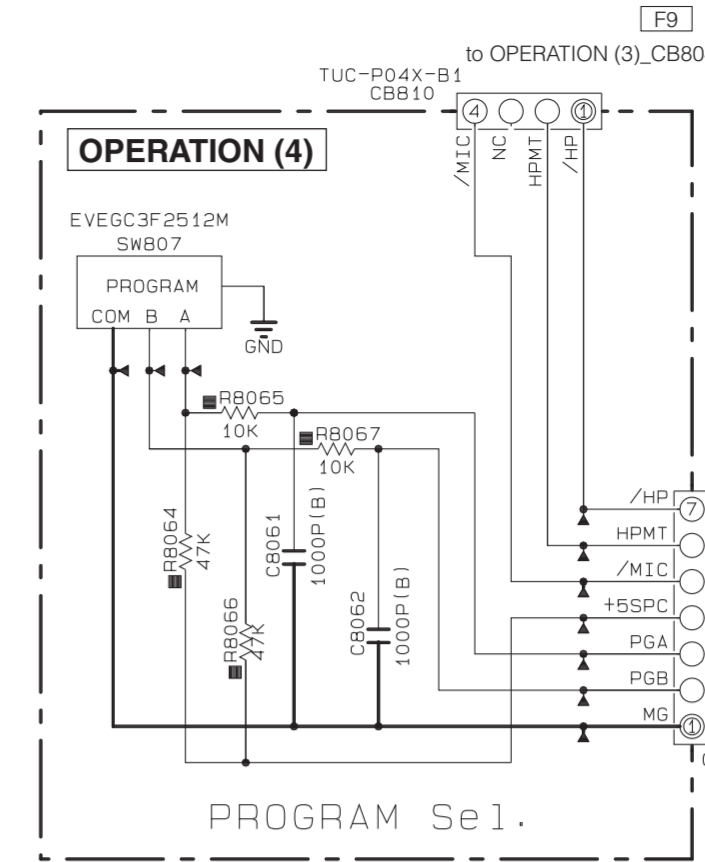 F9
to OPERATION (3)_CB80
TUC-P04X-B1
CB810
4
1
/MIC
NC
HPMT
/HP
OPERATION (4)
EVEGC3F2512M
SW807
PROGRAM
COM B A
GND
R8065
10K
R8067
10K
R8064
47K
C8061
1000P(B)
R8066
47K
C8062
1000P(B)
/HP
7
HPMT
/MIC
+5SPC
PGA
PGB
MG
1
PROGRAM Sel.